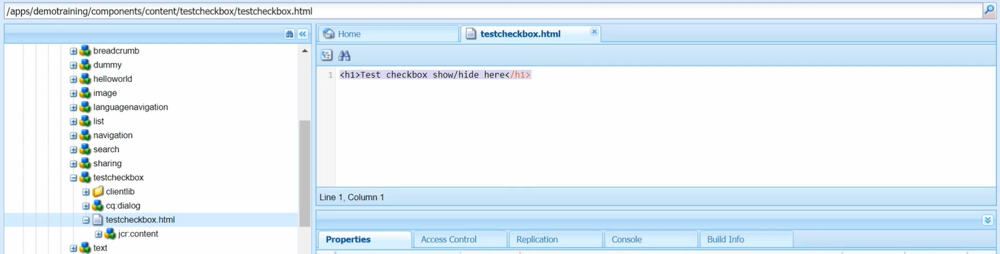 /apps/demotraining/components/content/testcheckbox/testcheckbox.html
breadcrumb
dummy
helloworld
image
languagenavigation
list
navigation
search
sharing
testcheckbox
clientlib
cq:dialog
testcheckbox.html
jcr:content
text
Home
testcheckbox.html
1 <h1>Test checkbox show/hide here</h1>
Line 1, Column 1
Properties Access Control Replication Console Build Info